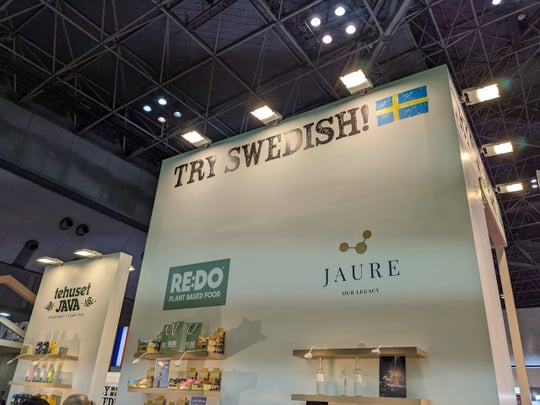 TRY SWEDISH!
RE:DO
PLANT BASED FOOD
JAURE
OUR LEGACY
tehuset
JAVA